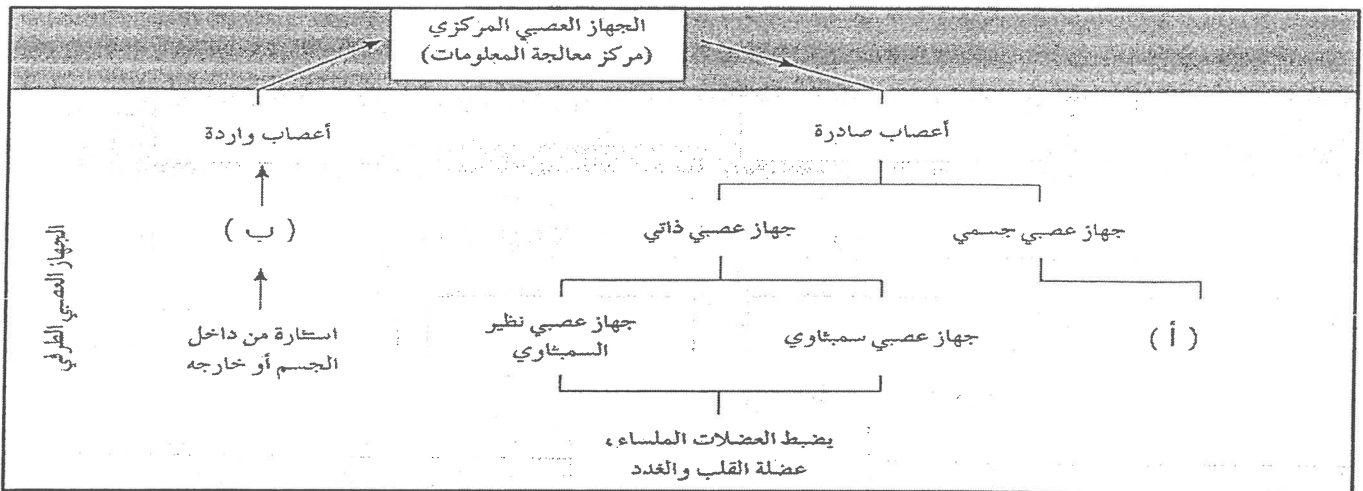 الجهاز العصبي المركزي
(مركز معالجة المعلومات)
أعصاب صادرة
أعصاب واردة
جهاز عصبي جسمي
جهاز عصبي ذاتي
( ب )
الجهاز العصبي الطرفي
( أ )
جهاز عصبي سمبثاوي
جهاز عصبي نظير
السمبثاوي
استثارة من داخل
الجسم أو خارجه
يضبط العضلات الملساء،
عضلة القلب والغدد